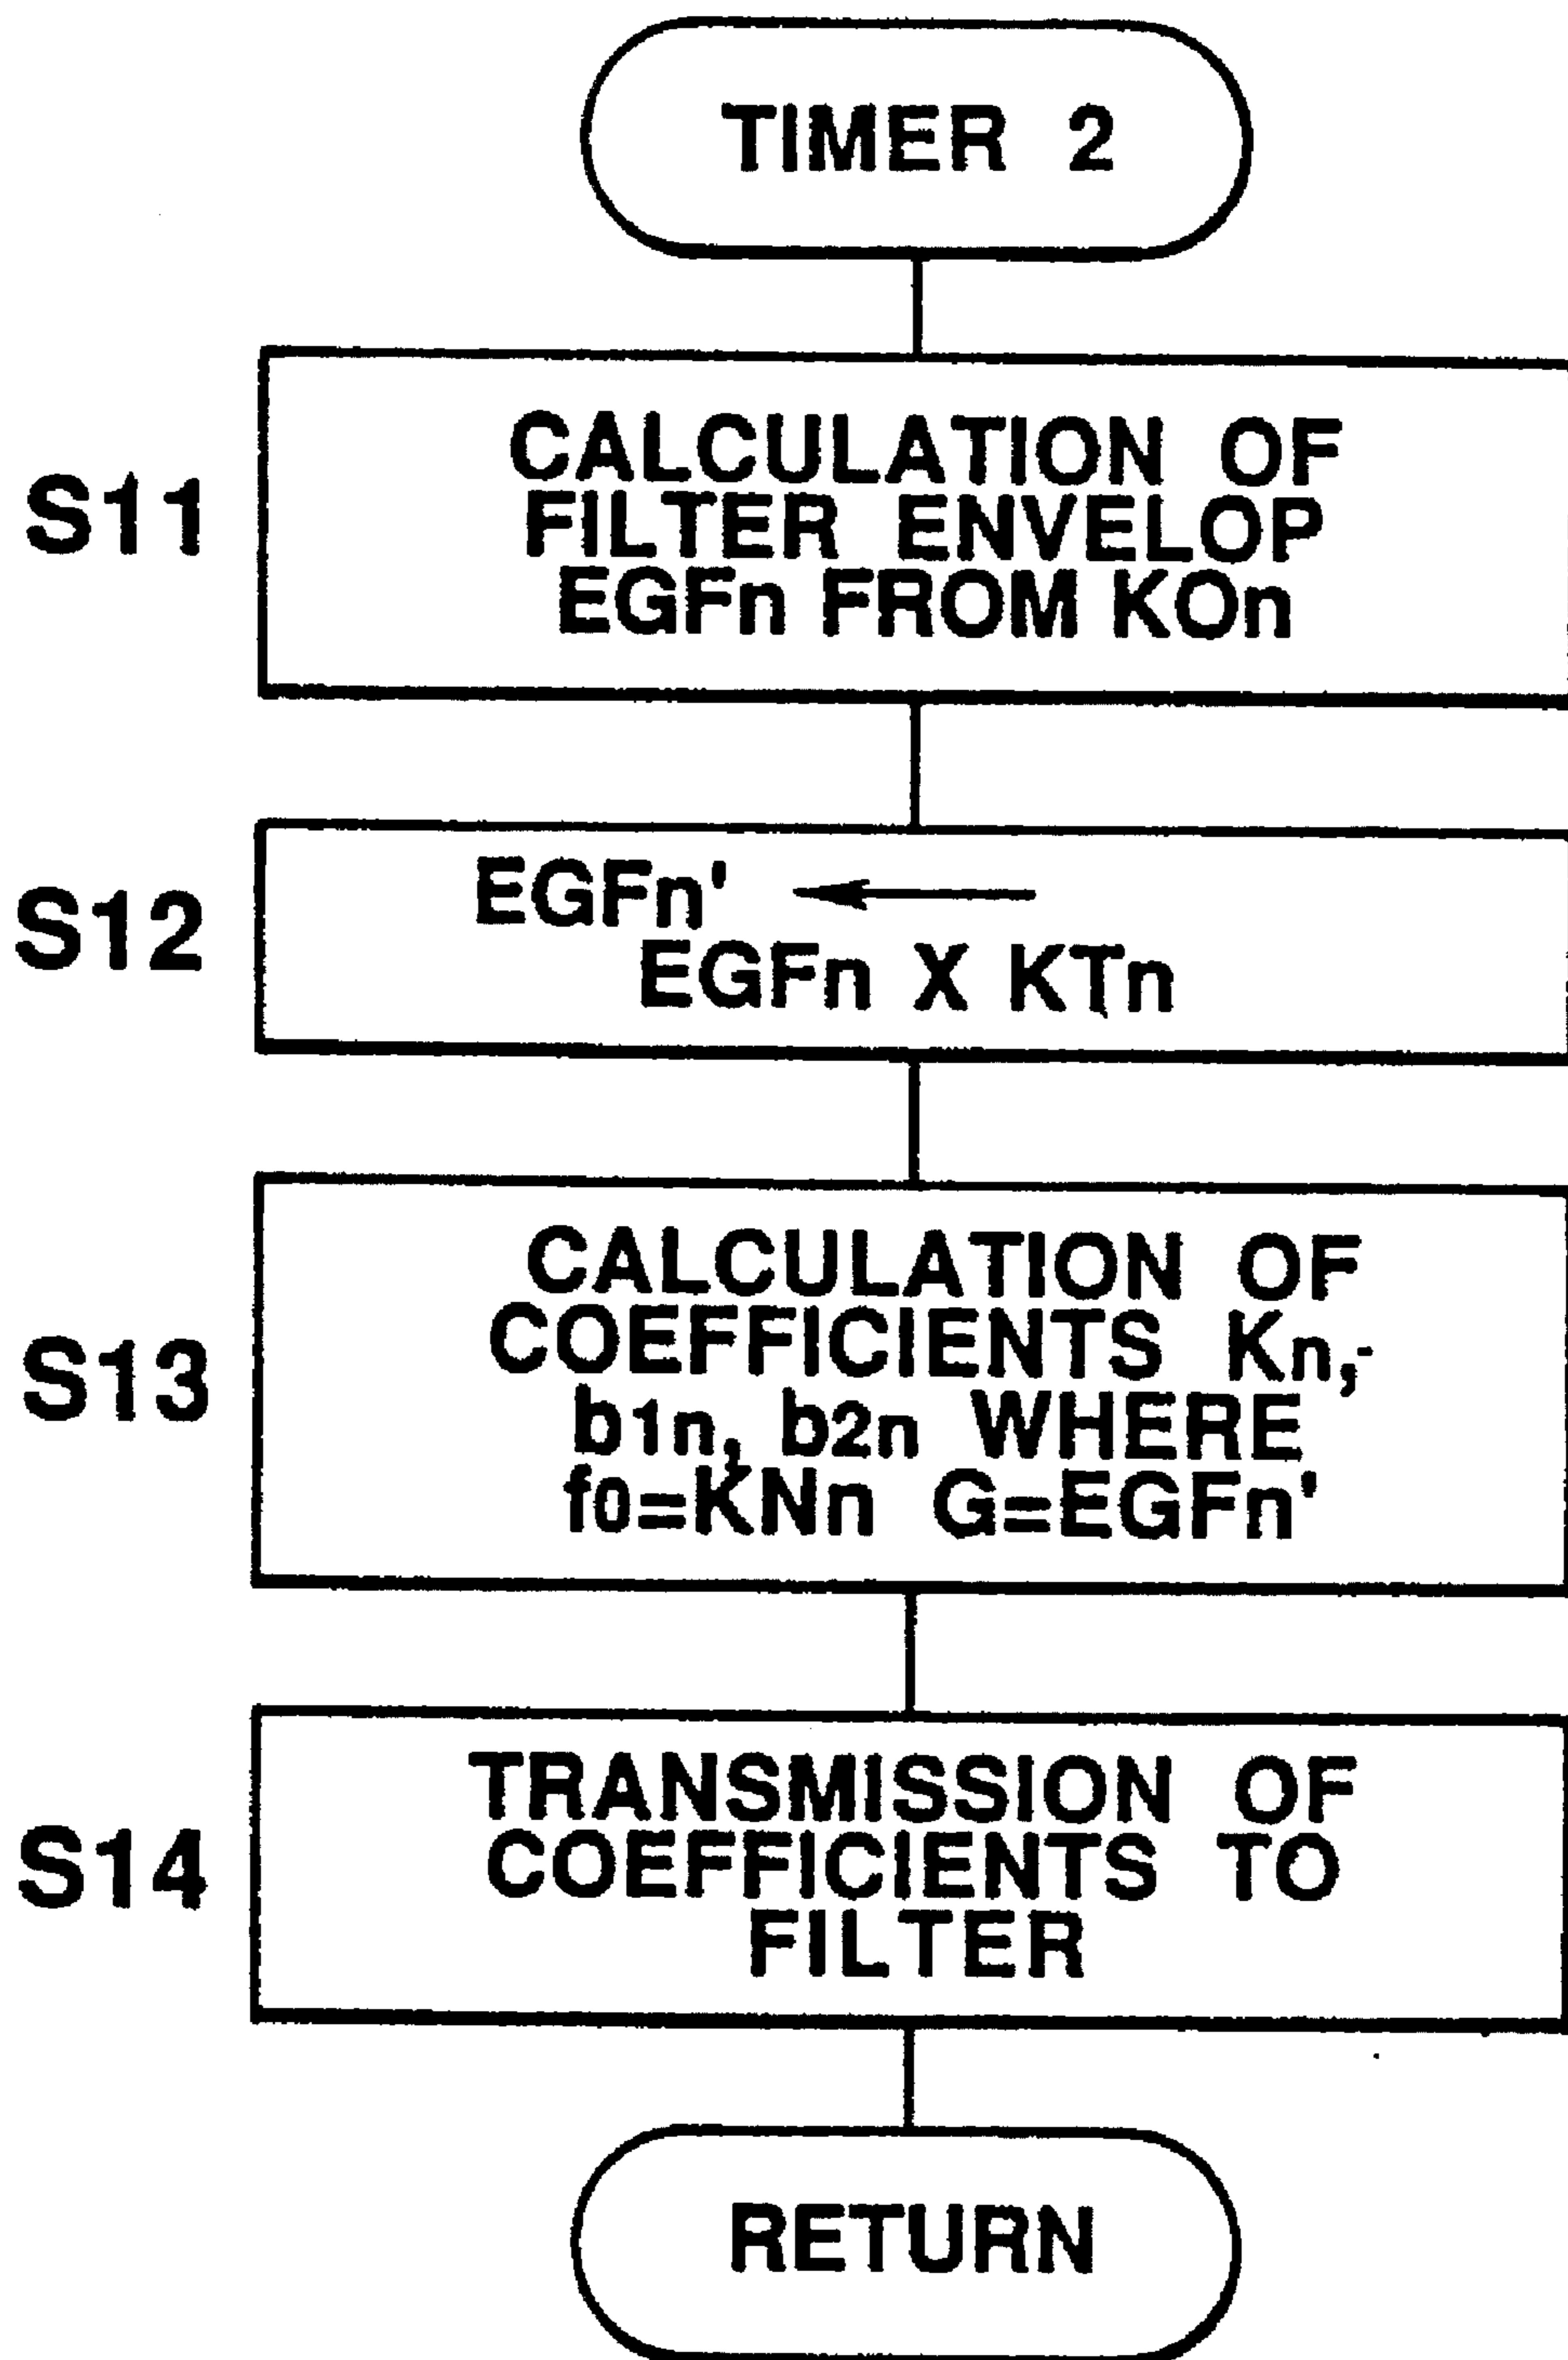 TIMER 2
S11
CALCULATION OF
FILTER ENVELOP
EGFn FROM KOn
S12
EGFn' ←
EGFn X KTn
S13
CALCULATION OF
COEFFICIENTS Kn,
b1n, b2n WHERE
f0=KNn G=EGFn'
S14
TRANSMISSION OF
COEFFICIENTS TO
FILTER
RETURN